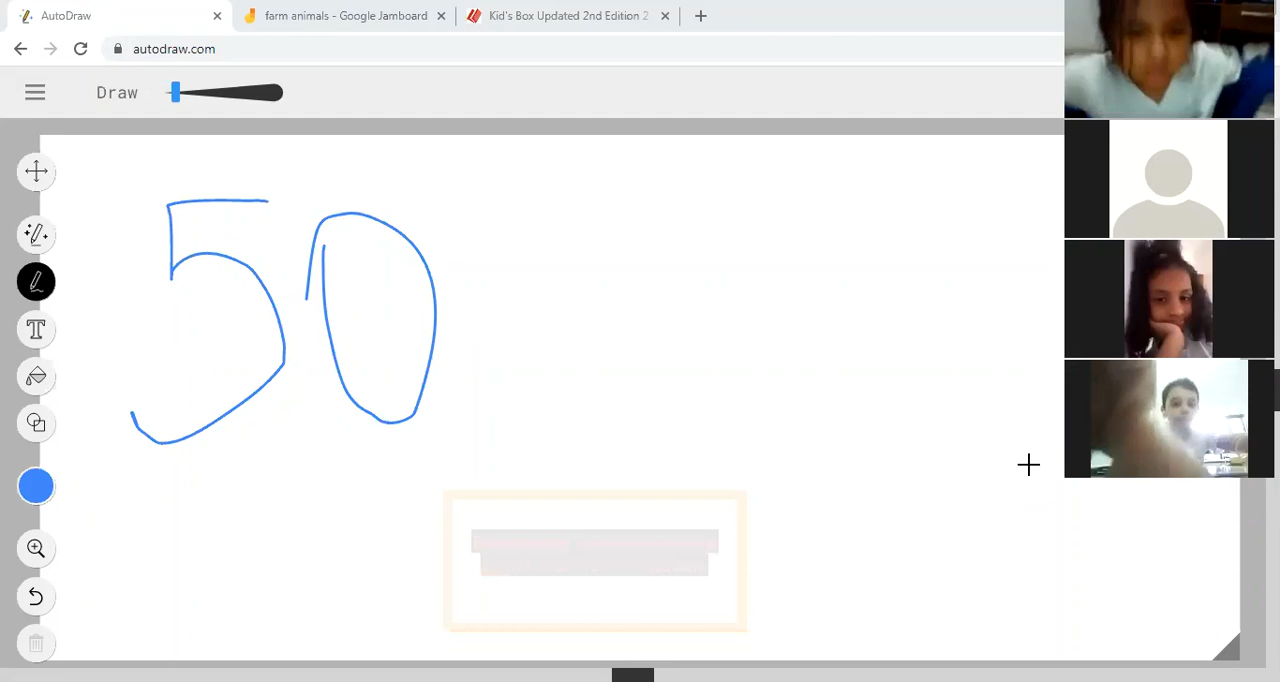 AutoDraw
farm animals - Google Jamboard
Kid's Box Updated 2nd Edition 2
autodraw.com
Draw
50
T